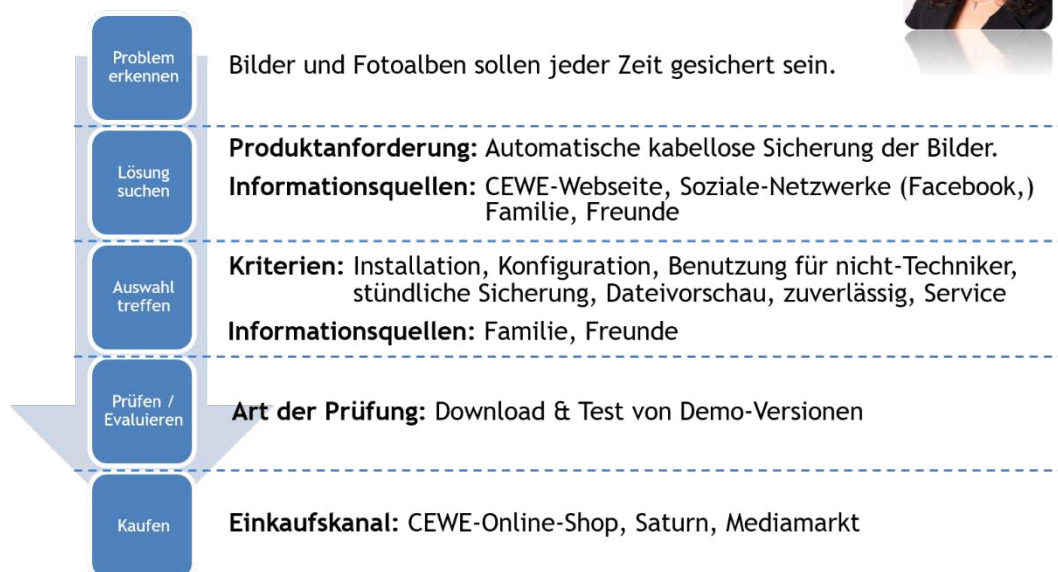 Problem
erkennen
Bilder und Fotoalben sollen jeder Zeit gesichert sein.
Lösung
suchen
Produktanforderung: Automatische kabellose Sicherung der Bilder.
Informationsquellen: CEWE-Webseite, Soziale-Netzwerke (Facebook,)
Familie, Freunde
Auswahl
treffen
Kriterien: Installation, Konfiguration, Benutzung für nicht-Techniker,
stündliche Sicherung, Dateivorschau, zuverlässig, Service
Informationsquellen: Familie, Freunde
Prüfen /
Evaluieren
Art der Prüfung: Download & Test von Demo-Versionen
Kaufen
Einkaufskanal: CEWE-Online-Shop, Saturn, Mediamarkt